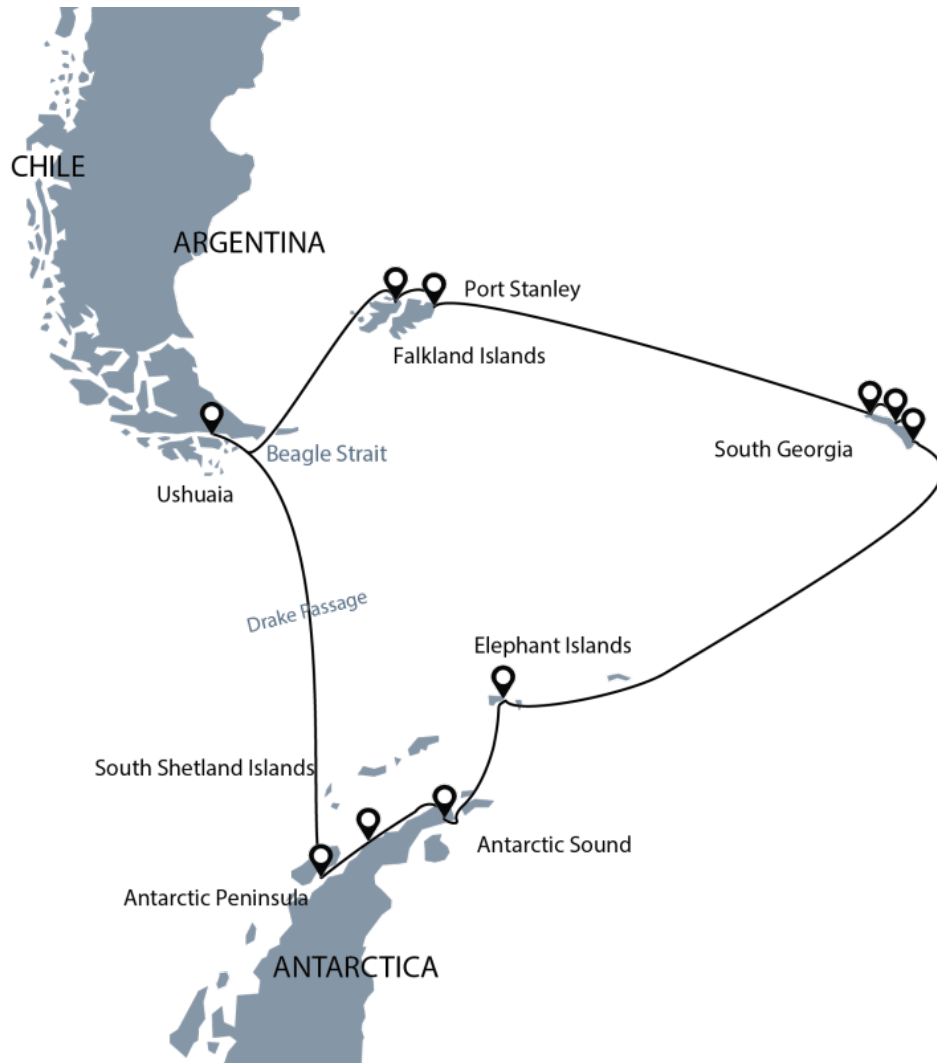 CHILE
ARGENTINA
Port Stanley
Falkland Islands
South Georgia
Beagle Strait
Ushuaia
Drake Passage
Elephant Islands
South Shetland Islands
Antarctic Sound
Antarctic Peninsula
ANTARCTICA